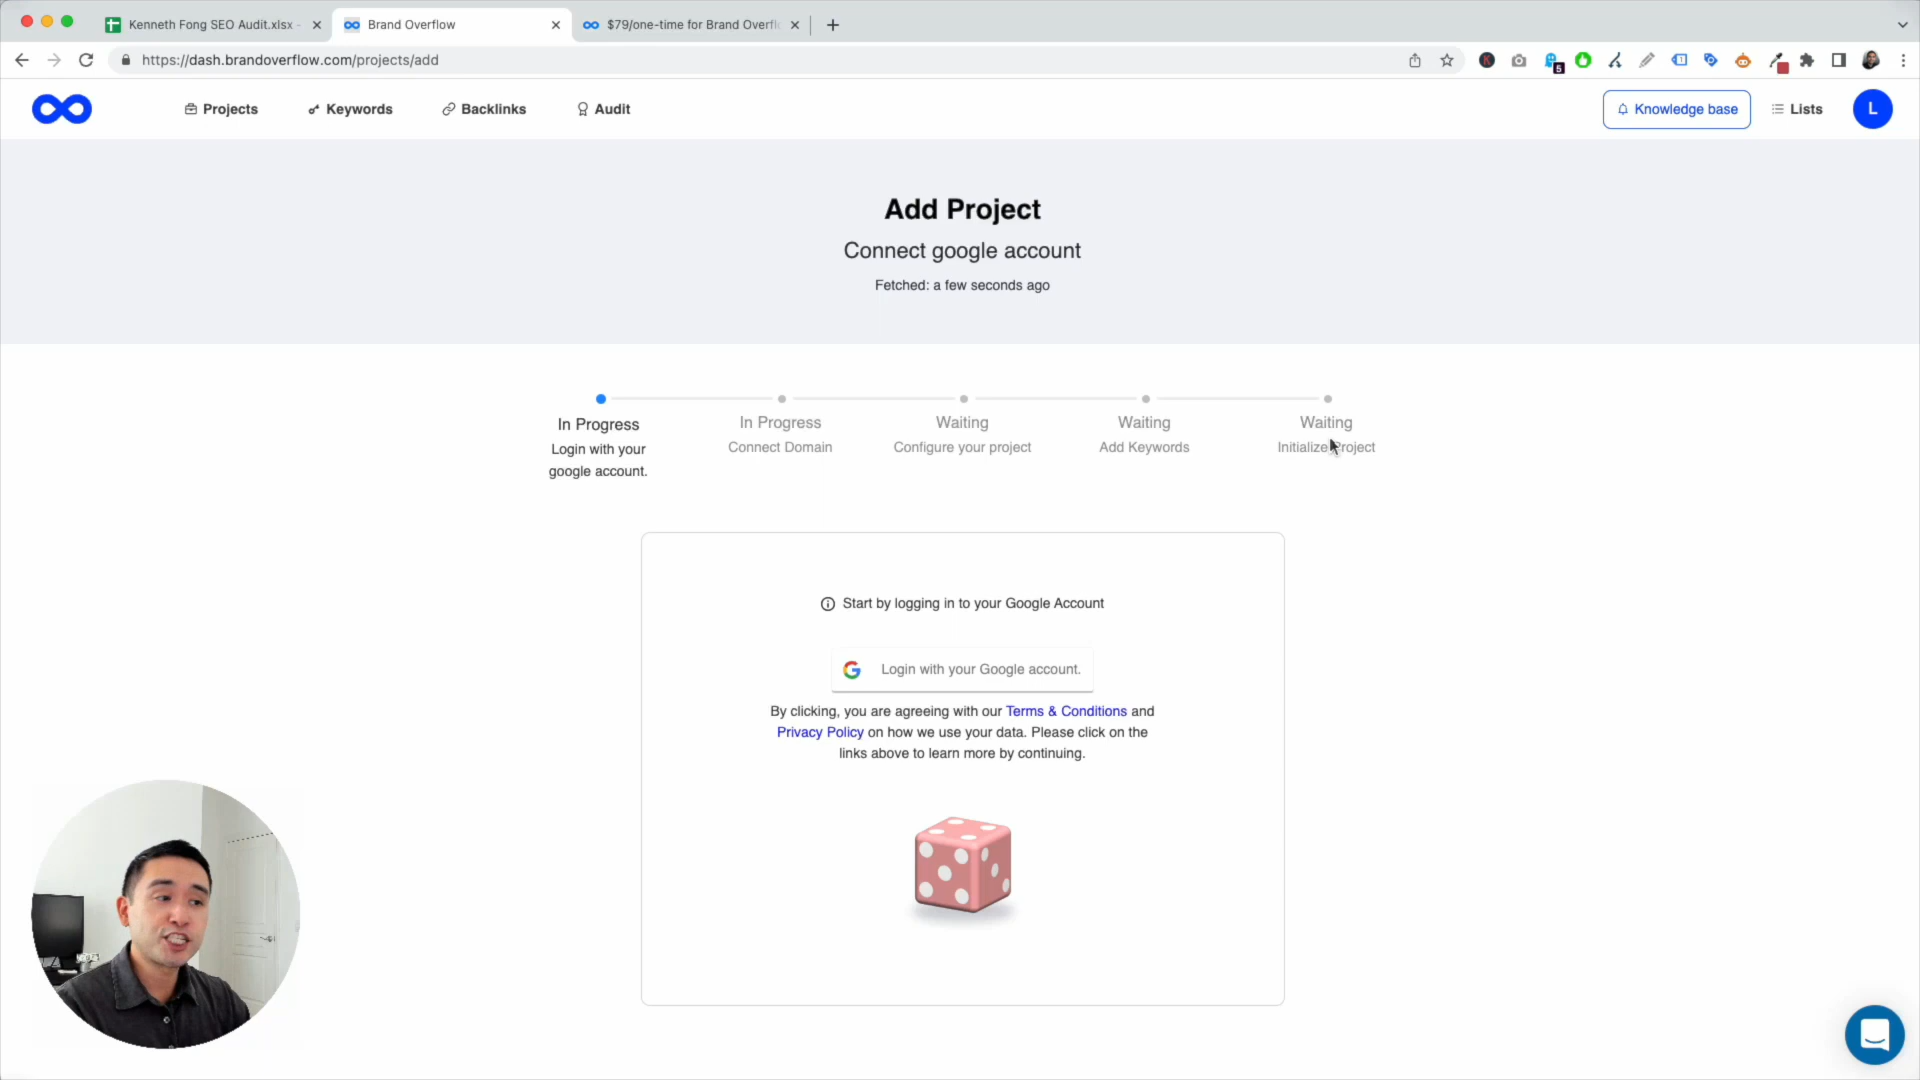 Kenneth Fong SEO Audit.xlsx -
Brand Overflow
$79/one-time for Brand Overfl
https://dash.brandoverflow.com/projects/add
5
Projects
Keywords
Backlinks
Audit
Knowledge base
Lists
L
Add Project
Connect google account
Fetched: a few seconds ago
In Progress
Login with your
google account.
In Progress
Connect Domain
Waiting
Configure your project
Waiting
Add Keywords
Waiting
Initialize Project
Start by logging in to your Google Account
Login with your Google account.
By clicking, you are agreeing with our Terms & Conditions and
Privacy Policy on how we use your data. Please click on the
links above to learn more by continuing.